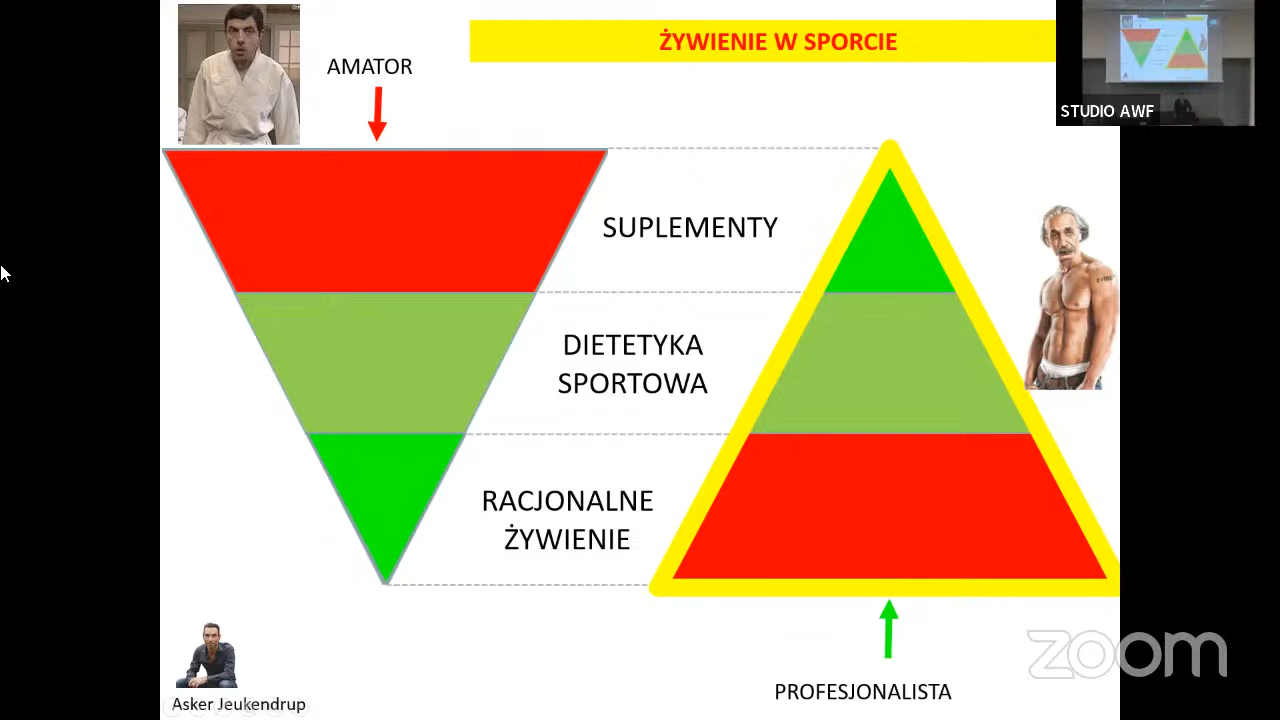 ŻYWIENIE W SPORCIE
AMATOR
STUDIO AWF
SUPLEMENTY
DIETETYKA
SPORTOWA
RACJONALNE
ŻYWIENIE
PROFESJONALISTA
Asker Jeukendrup
zoom